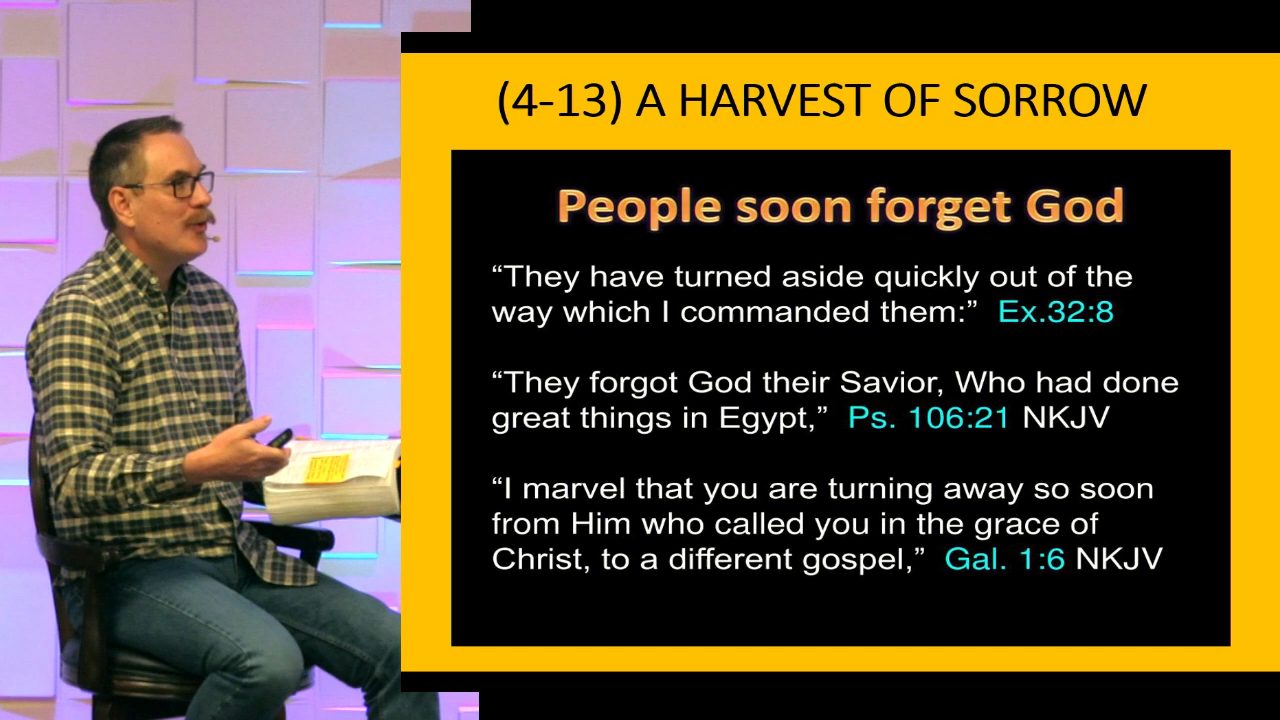 (4-13) A HARVEST OF SORROW
People soon forget God
“They have turned aside quickly out of the
way which I commanded them:” Ex.32:8
“They forgot God their Savior, Who had done
great things in Egypt,” Ps. 106:21 NKJV
“I marvel that you are turning away so soon
from Him who called you in the grace of
Christ, to a different gospel,” Gal. 1:6 NKJV